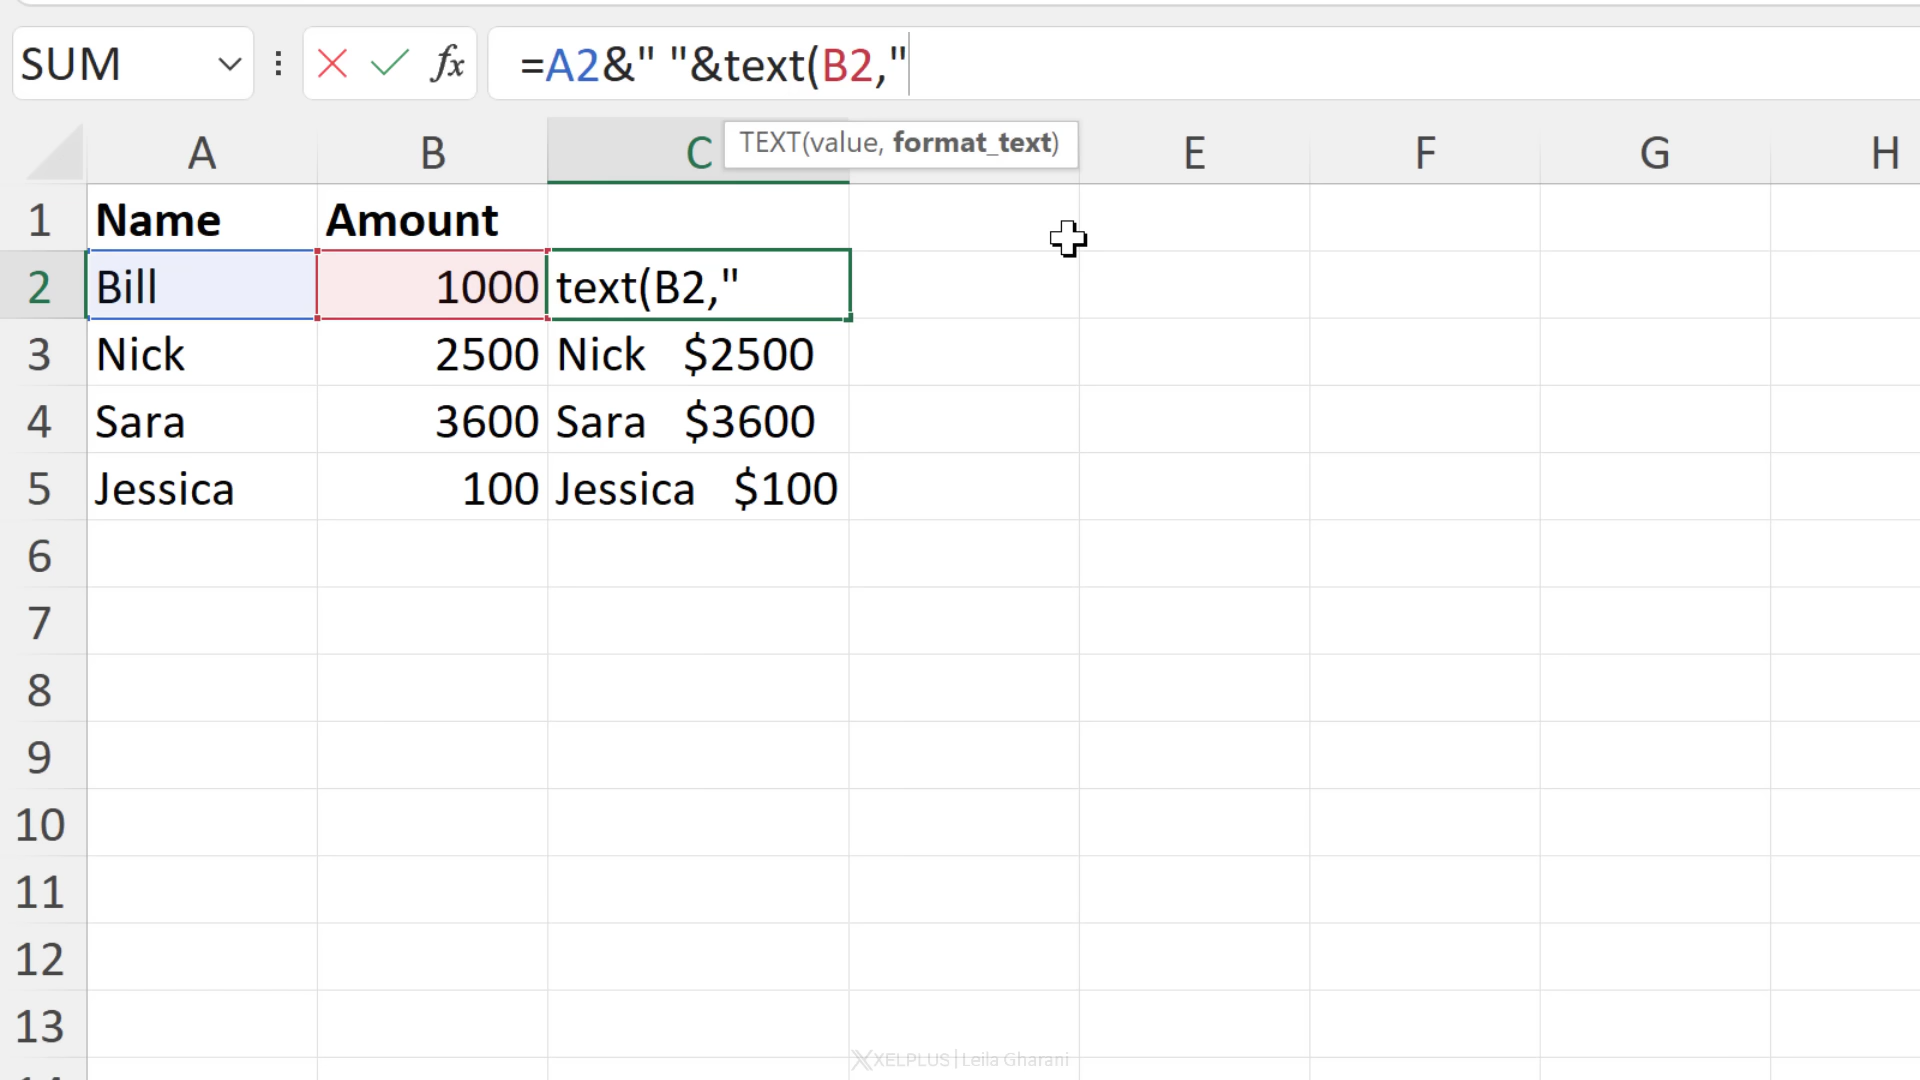 SUM fx =A2&" "&text(B2,"
TEXT(value, format_text)
A B C E F G H
1 Name Amount
2 Bill 1000 text(B2,"
3 Nick 2500 Nick $2500
4 Sara 3600 Sara $3600
5 Jessica 100 Jessica $100
6
7
8
9
10
11
12
13
XELPLUS | Leila Gharani